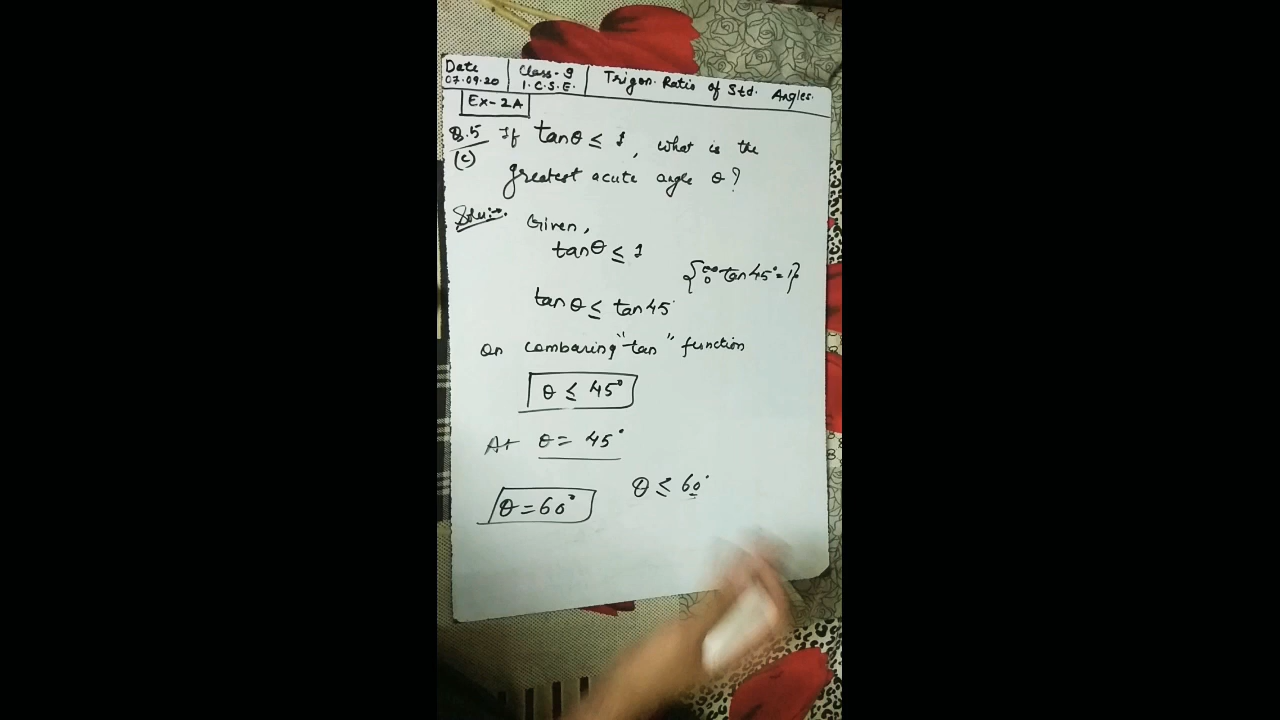 Date
07.09.20
Class-9
I.C.S.E.
Trigon. Ratio of Std. Angles.
Ex-2A
Q.5 If tanθ ≤ 1, what is the
(c)
greatest acute angle θ?
Solu:-
Given,
tanθ ≤ 1
{∵ tan45°=1}
tanθ ≤ tan45°
On combaring "tan" function
θ ≤ 45°
At θ = 45°
θ ≤ 60°
θ = 60°